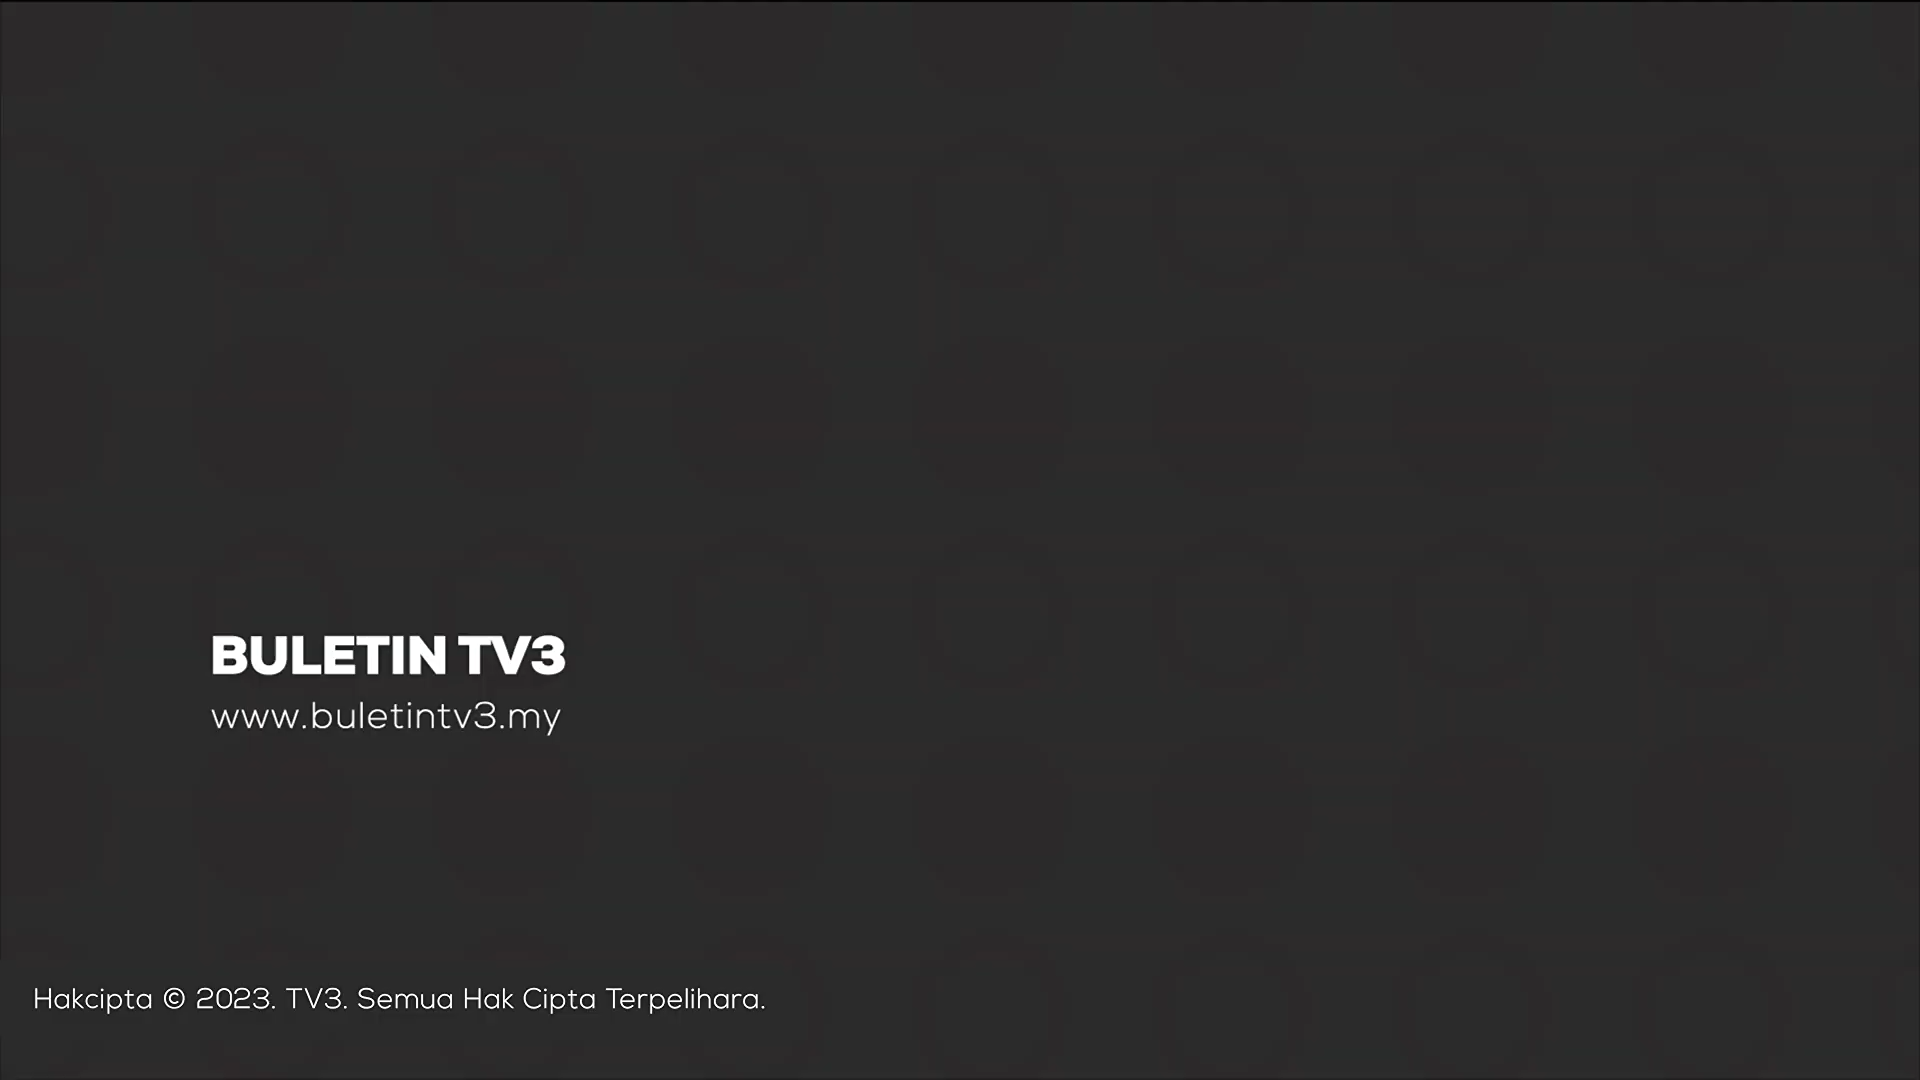 BULETIN TV3
www.buletintv3.my
Hakcipta © 2023. TV3. Semua Hak Cipta Terpelihara.